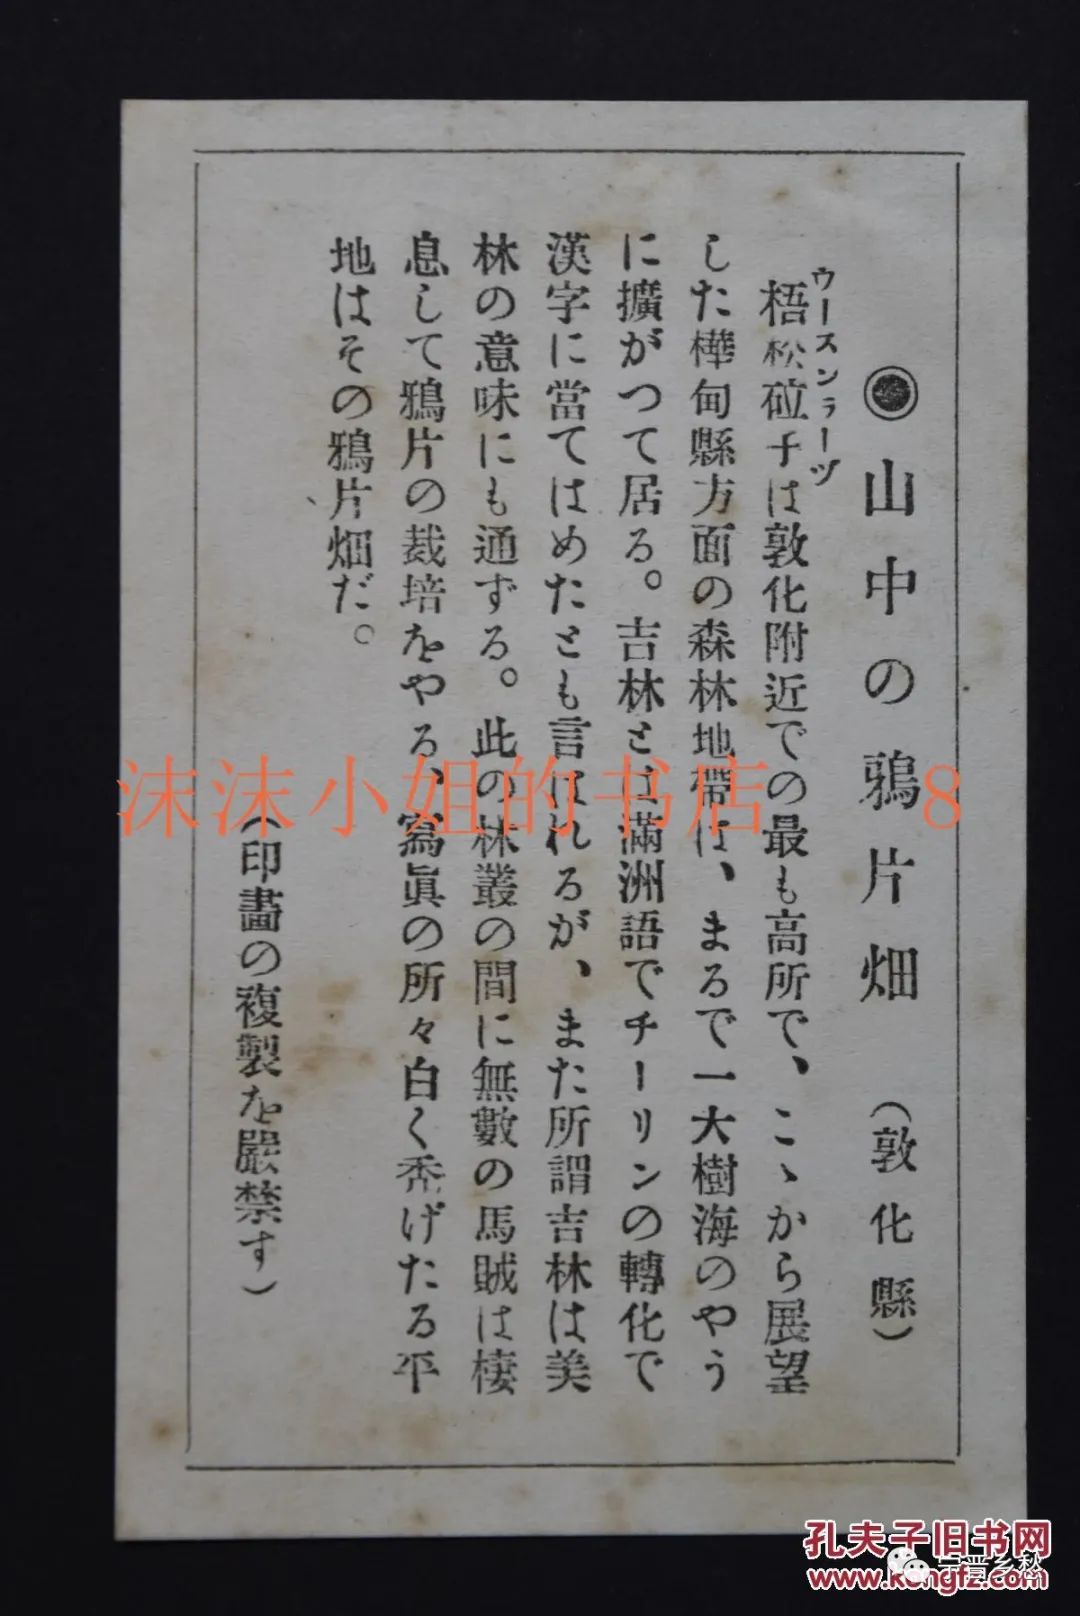 ◉山中の鴉片畑　（敦化縣）
ウースンラーヅ
梧松砬子は敦化附近での最も高所で、こゝから展望
した樺甸縣方面の森林地帶は、まるで一大樹海のやう
に擴がつて居る。吉林とは滿洲語でチーリンの轉化で
漢字に當てはめたとも言はれるが、また所謂吉林は美
林の意味にも通ずる。此の林叢の間に無數の馬賊は棲
息して鴉片の栽培をやる、寫眞の所々白く禿げたる平
地はその鴉片畑だ。
（印畵の複製を嚴禁す）
沫沫小姐的书店 8
孔夫子旧书网
www.kongfz.com